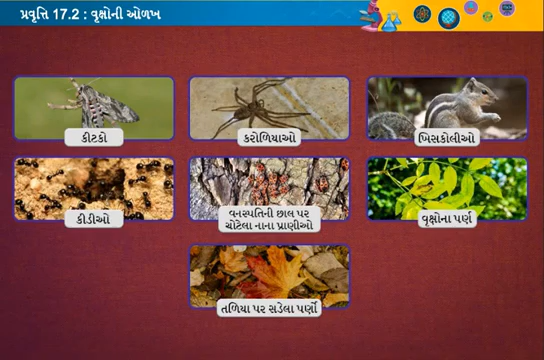 પ્રવૃત્તિ 17.2 : વૃક્ષોની ઓળખ
કીટકો
કરોળિયાઓ
ખિસકોલીઓ
કીડીઓ
વનસ્પતિની છાલ પર
ચોંટેલા નાના પ્રાણીઓ
વૃક્ષોના પર્ણ
તળિયા પર સડેલા પર્ણો